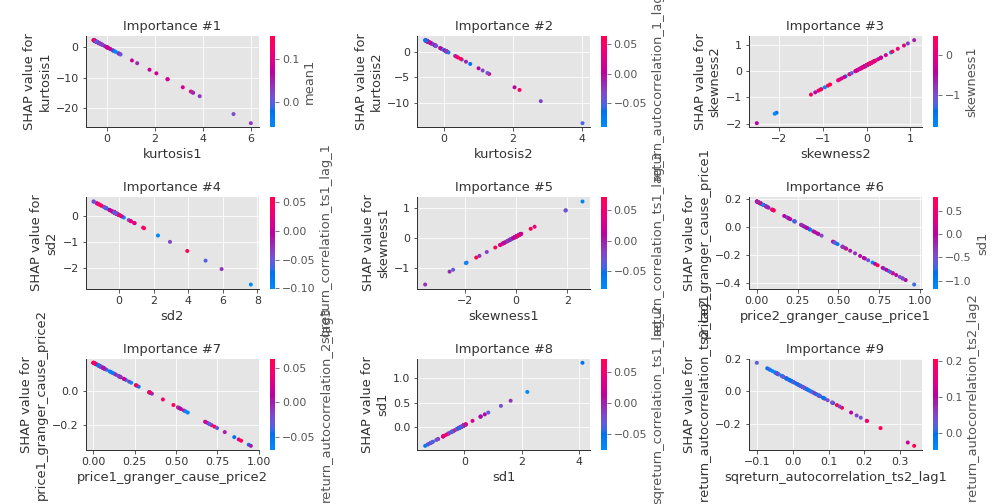 Importance #1
SHAP value for
kurtosis1
0
−10
−20
0
2
4
6
kurtosis1
0.1
0.0
mean1
Importance #2
SHAP value for
kurtosis2
0
−5
−10
0
2
4
kurtosis2
0.05
0.00
−0.05
Importance #3
SHAP value for
skewness2
1
0
−1
−2
−2
−1
0
1
skewness2
0
−1
skewness1
Importance #4
SHAP value for
sd2
0
−1
−2
0
2
4
6
8
sd2
0.05
0.00
−0.05
−0.10
Importance #5
SHAP value for
skewness1
1
0
−1
−2
0
2
skewness1
0.05
0.00
−0.05
Importance #6
SHAP value for
price2_granger_cause_price1
0.2
0.0
−0.2
−0.4
0.00
0.25
0.50
0.75
1.00
price2_granger_cause_price1
0.5
0.0
−0.5
−1.0
sd1
Importance #7
SHAP value for
price1_granger_cause_price2
0.0
−0.2
0.00
0.25
0.50
0.75
1.00
price1_granger_cause_price2
0.05
0.00
−0.05
Importance #8
SHAP value for
sd1
1.0
0.5
0.0
0
2
4
sd1
0.05
0.00
−0.05
Importance #9
SHAP value for
0.2
0.0
−0.2
−0.1
0.0
0.1
0.2
0.3
sqreturn_autocorrelation_ts2_lag1
0.2
0.1
0.0
return_autocorrelation_ts2_lag2